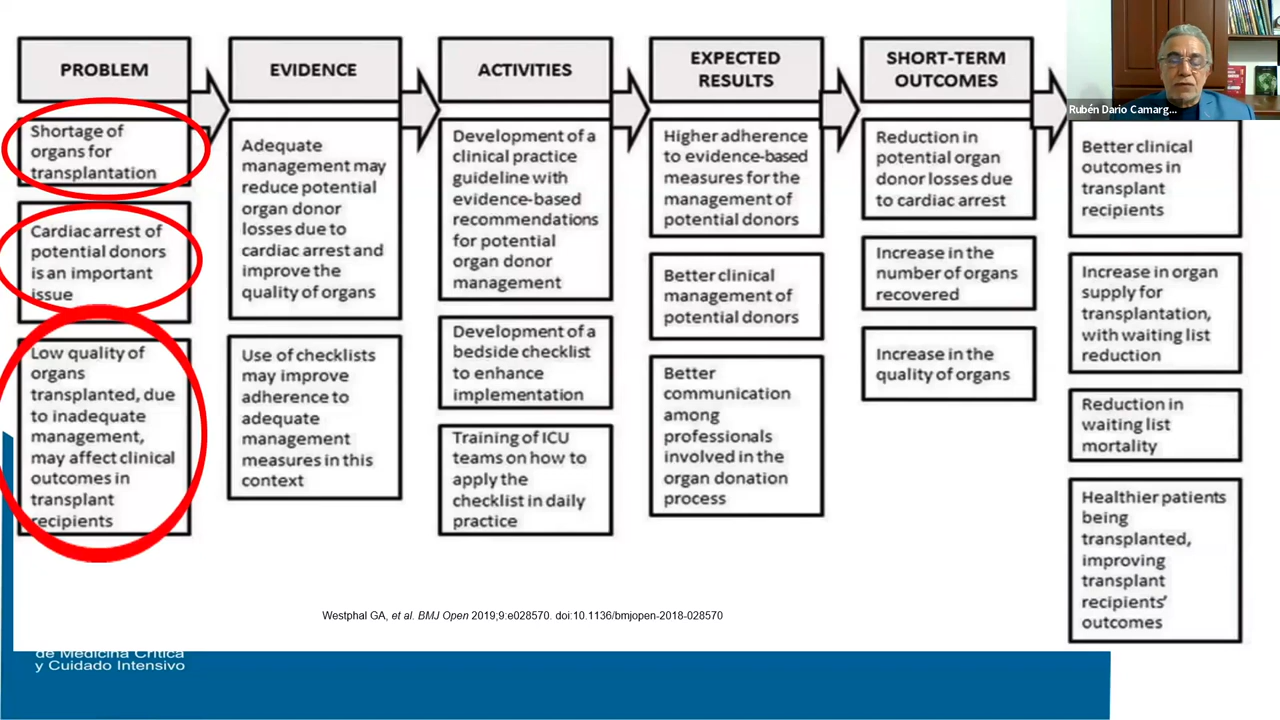 PROBLEM
Shortage of
organs for
transplantation
Cardiac arrest of
potential donors
is an important
issue
Low quality of
organs
transplanted, due
to inadequate
management,
may affect clinical
outcomes in
transplant
recipients
EVIDENCE
Adequate
management may
reduce potential
organ donor
losses due to
cardiac arrest and
improve the
quality of organs
Use of checklists
may improve
adherence to
adequate
management
measures in this
context
ACTIVITIES
Development of a
clinical practice
guideline with
evidence-based
recommendations
for potential
organ donor
management
Development of a
bedside checklist
to enhance
implementation
Training of ICU
teams on how to
apply the
checklist in daily
practice
EXPECTED
RESULTS
Higher adherence
to evidence-based
measures for the
management of
potential donors
Better clinical
management of
potential donors
Better
communication
among
professionals
involved in the
organ donation
process
SHORT-TERM
OUTCOMES
Reduction in
potential organ
donor losses due
to cardiac arrest
Increase in the
number of organs
recovered
Increase in the
quality of organs
Rubén Dario Camarg...
Better clinical
outcomes in
transplant
recipients
Increase in organ
supply for
transplantation,
with waiting list
reduction
Reduction in
waiting list
mortality
Healthier patients
being
transplanted,
improving
transplant
recipients'
outcomes
Westphal GA, et al. BMJ Open 2019;9:e028570. doi:10.1136/bmjopen-2018-028570
de Medicina Crítica
y Cuidado Intensivo